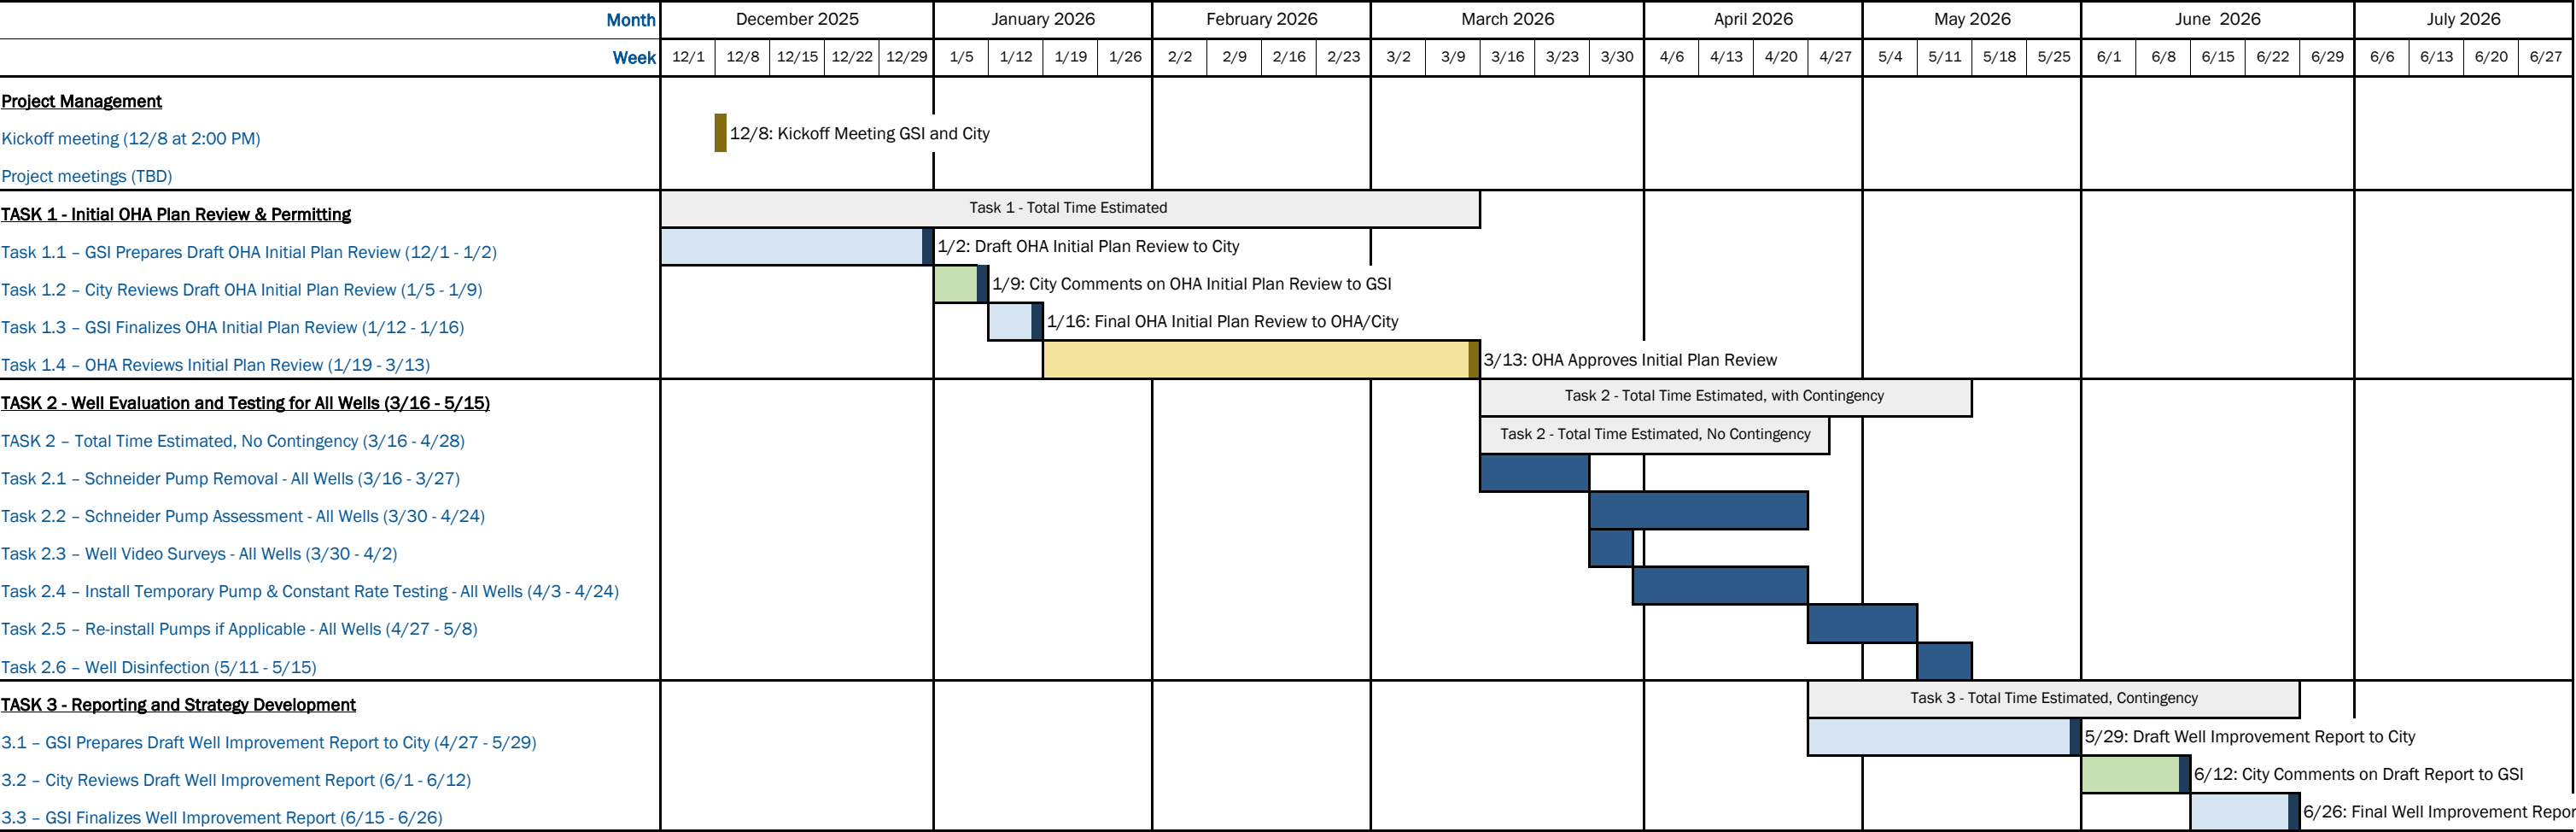 Month December 2025 January 2026 February 2026 March 2026 April 2026 May 2026 June 2026 July 2026
Week 12/1 12/8 12/15 12/22 12/29 1/5 1/12 1/19 1/26 2/2 2/9 2/16 2/23 3/2 3/9 3/16 3/23 3/30 4/6 4/13 4/20 4/27 5/4 5/11 5/18 5/25 6/1 6/8 6/15 6/22 6/29 7/6 6/13 6/20 6/27
Project Management
Kickoff meeting (12/8 at 2:00 PM) 12/8: Kickoff Meeting GSI and City
Project meetings (TBD)
TASK 1 - Initial OHA Plan Review & Permitting Task 1 - Total Time Estimated
Task 1.1 – GSI Prepares Draft OHA Initial Plan Review (12/1 - 1/2) 1/2: Draft OHA Initial Plan Review to City
Task 1.2 – City Reviews Draft OHA Initial Plan Review (1/5 - 1/9) 1/9: City Comments on OHA Initial Plan Review to GSI
Task 1.3 – GSI Finalizes OHA Initial Plan Review (1/12 - 1/16) 1/16: Final OHA Initial Plan Review to OHA/City
Task 1.4 – OHA Reviews Initial Plan Review (1/19 - 3/13) 3/13: OHA Approves Initial Plan Review
TASK 2 - Well Evaluation and Testing for All Wells (3/16 - 5/15) Task 2 - Total Time Estimated, with Contingency
TASK 2 – Total Time Estimated, No Contingency (3/16 - 4/28) Task 2 - Total Time Estimated, No Contingency
Task 2.1 – Schneider Pump Removal - All Wells (3/16 - 3/27)
Task 2.2 – Schneider Pump Assessment - All Wells (3/30 - 4/24)
Task 2.3 – Well Video Surveys - All Wells (3/30 - 4/2)
Task 2.4 – Install Temporary Pump & Constant Rate Testing - All Wells (4/3 - 4/24)
Task 2.5 – Re-install Pumps if Applicable - All Wells (4/27 - 5/8)
Task 2.6 – Well Disinfection (5/11 - 5/15)
TASK 3 - Reporting and Strategy Development Task 3 - Total Time Estimated, Contingency
3.1 – GSI Prepares Draft Well Improvement Report to City (4/27 - 5/29) 5/29: Draft Well Improvement Report to City
3.2 – City Reviews Draft Well Improvement Report (6/1 - 6/12) 6/12: City Comments on Draft Report to GSI
3.3 – GSI Finalizes Well Improvement Report (6/15 - 6/26) 6/26: Final Well Improvement Repor